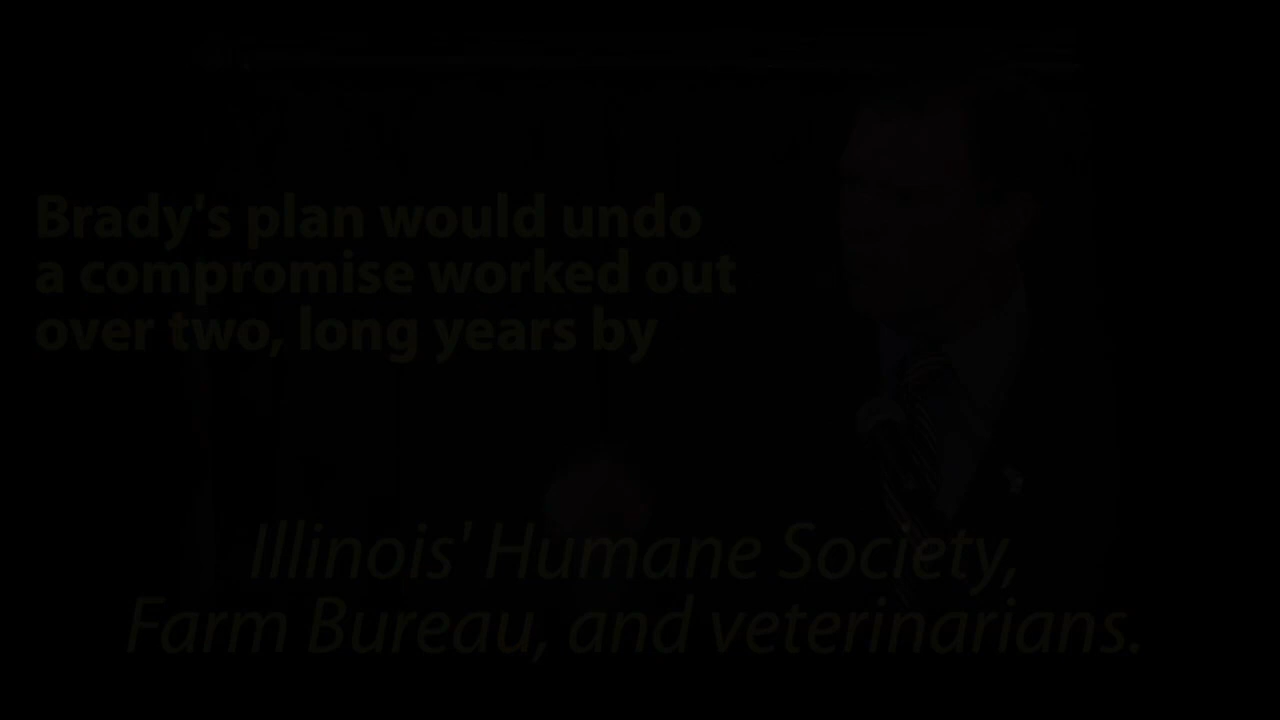 Brady's plan would undo
a compromise worked out
over two, long years by
Illinois' Humane Society,
Farm Bureau, and veterinarians.